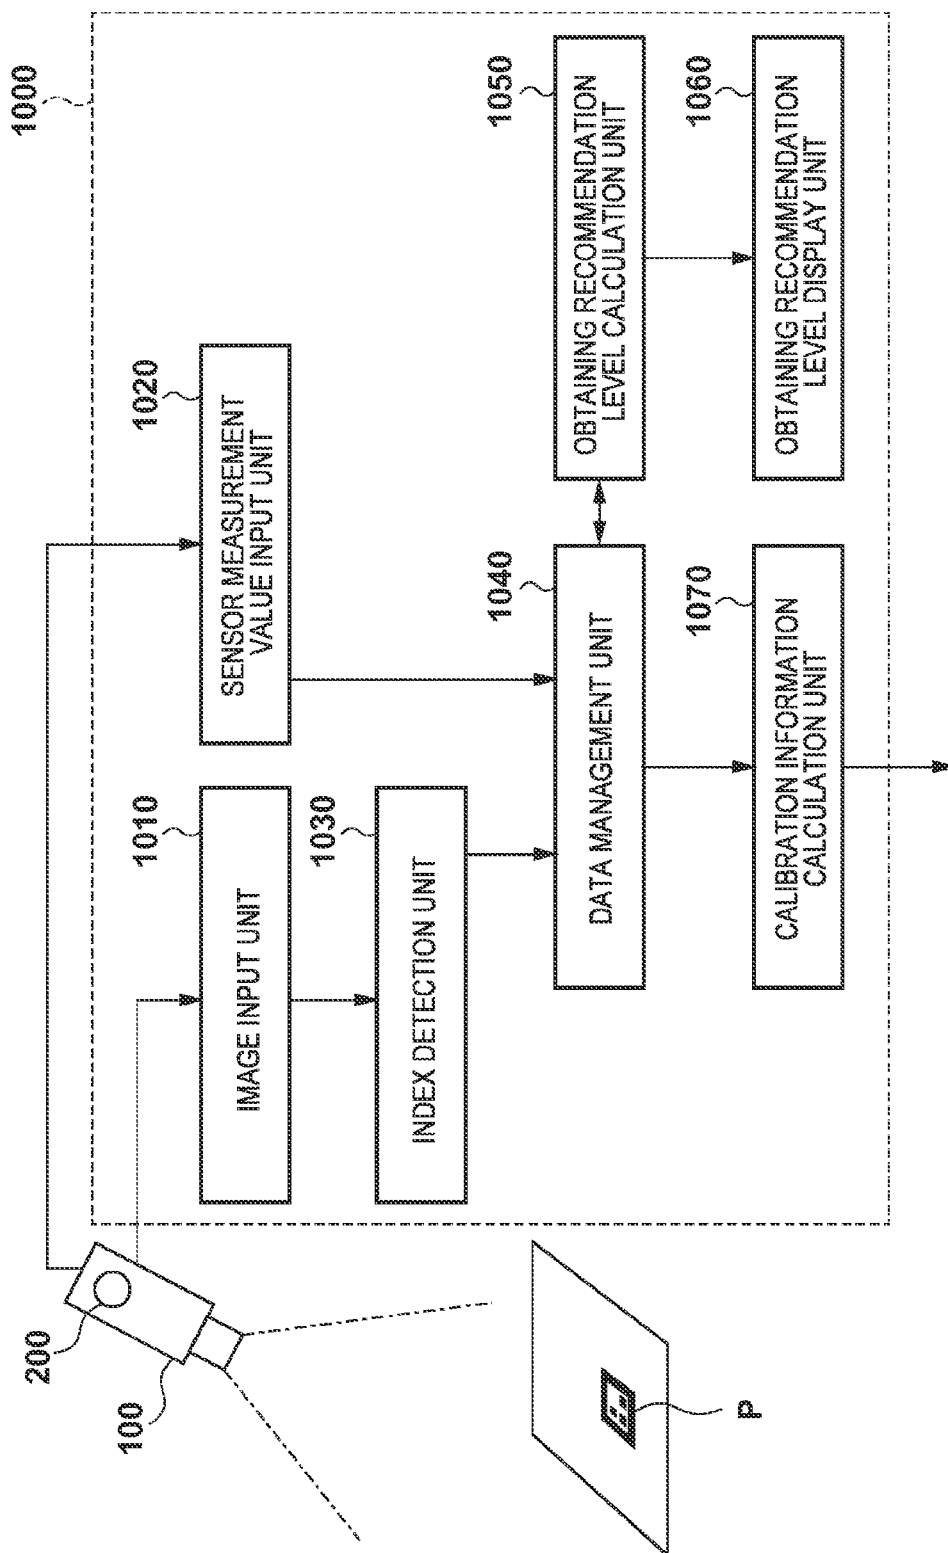 1000
200
100
P
1010
IMAGE INPUT UNIT
1020
SENSOR MEASUREMENT
VALUE INPUT UNIT
1030
INDEX DETECTION UNIT
1040
DATA MANAGEMENT UNIT
1050
OBTAINING RECOMMENDATION
LEVEL CALCULATION UNIT
1070
CALIBRATION INFORMATION
CALCULATION UNIT
1060
OBTAINING RECOMMENDATION
LEVEL DISPLAY UNIT